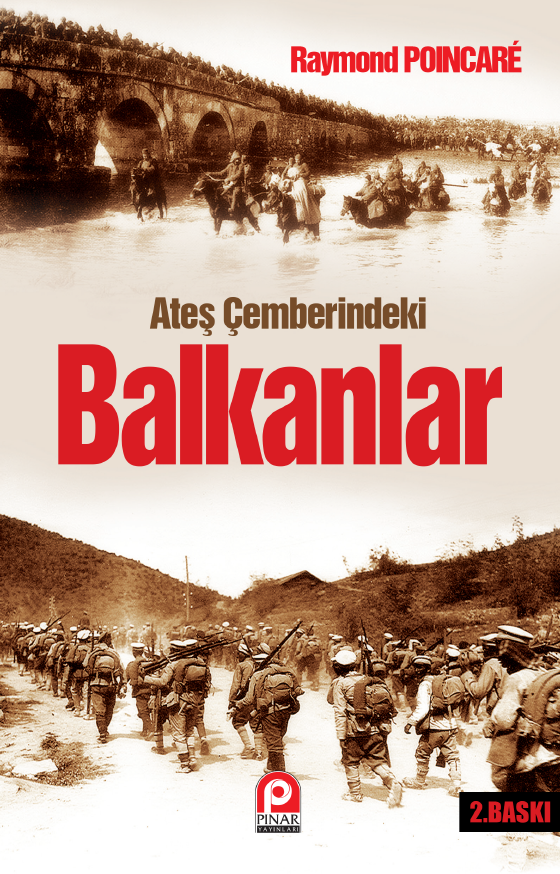 Raymond POINCARÉ
Ateş Çemberindeki
Balkanlar
PINAR
YAYINLARI
2.BASKI